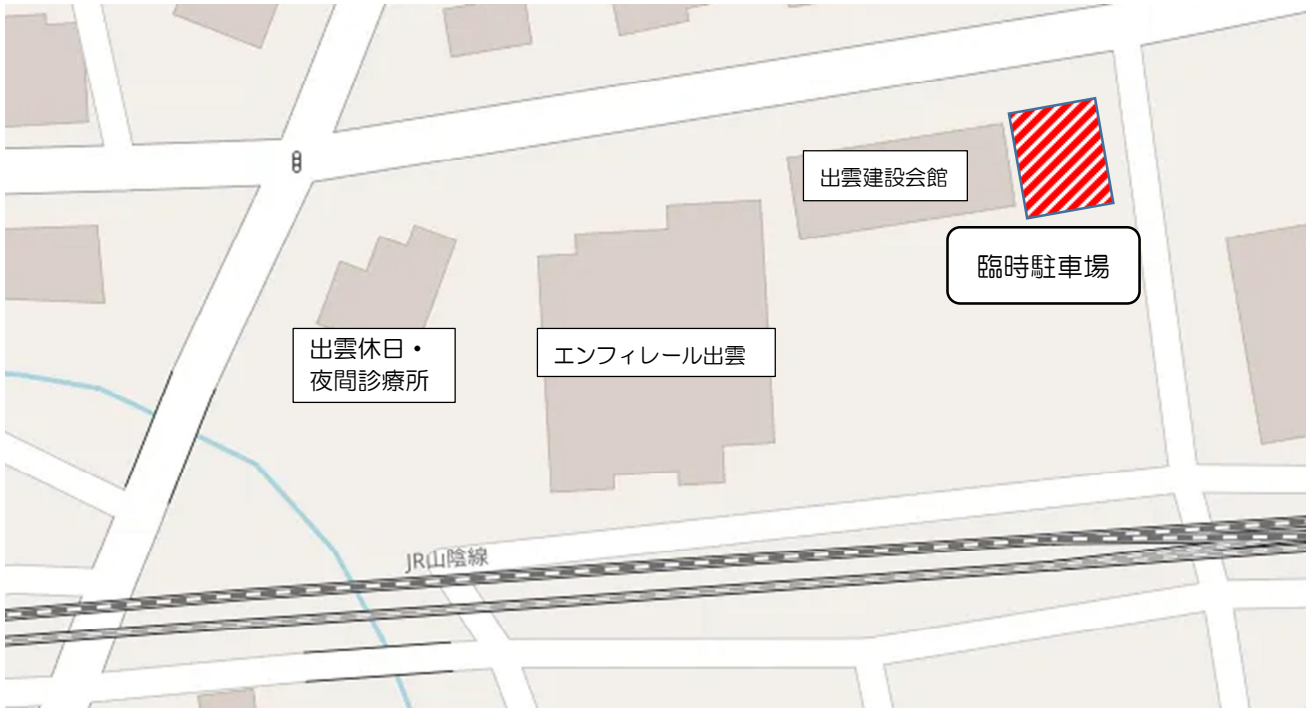 出雲建設会館
臨時駐車場
出雲休日・
夜間診療所
エンフィレール出雲
JR山陰線